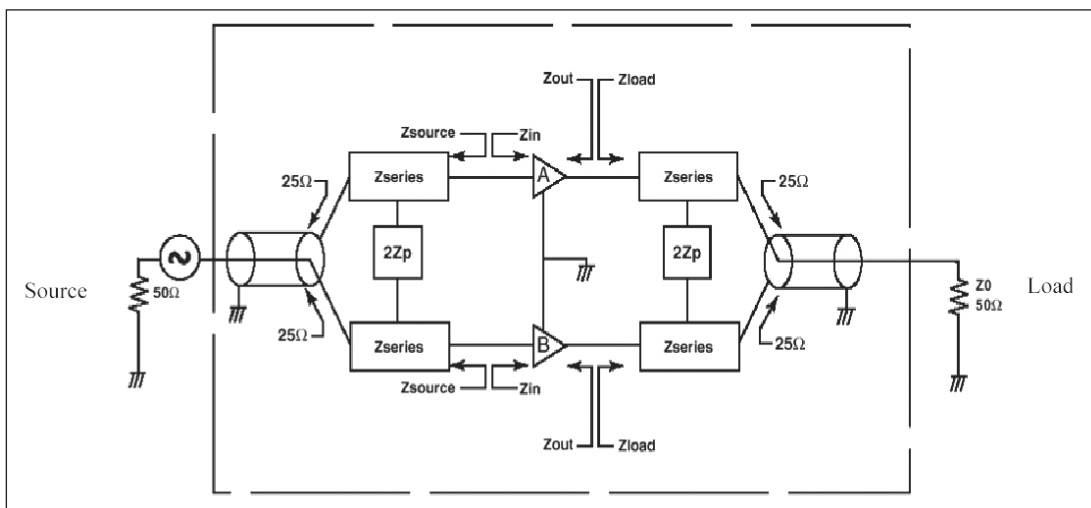 Zout Zload
Zsource Zin
25Ω Zseries A Zseries 25Ω
2Zp 2Zp
Source 50Ω Z0 50Ω Load
25Ω Zseries B Zseries 25Ω
Zsource Zin
Zout Zload